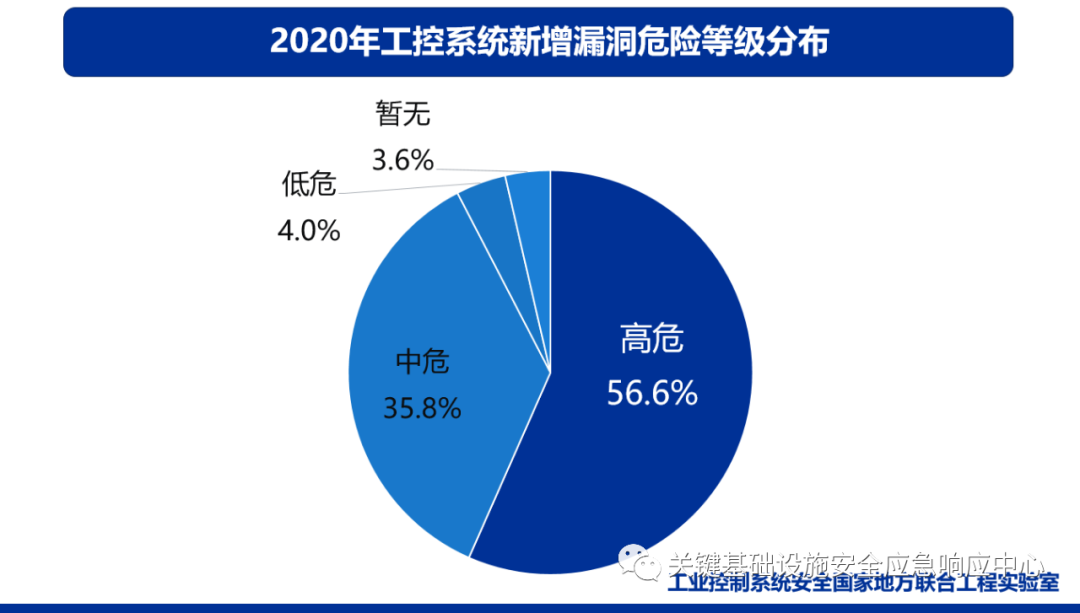 2020年工控系统新增漏洞危险等级分布
暂无
3.6%
低危
4.0%
高危
56.6%
中危
35.8%
关键基础设施安全应急响应中心
工业控制系统安全国家地方联合工程实验室